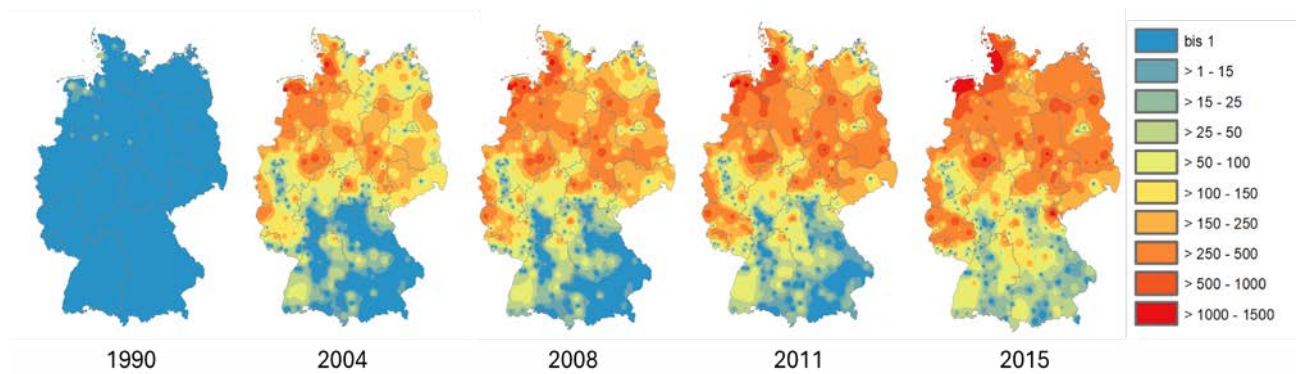 bis 1
> 1 - 15
> 15 - 25
> 25 - 50
> 50 - 100
> 100 - 150
> 150 - 250
> 250 - 500
> 500 - 1000
> 1000 - 1500
1990
2004
2008
2011
2015